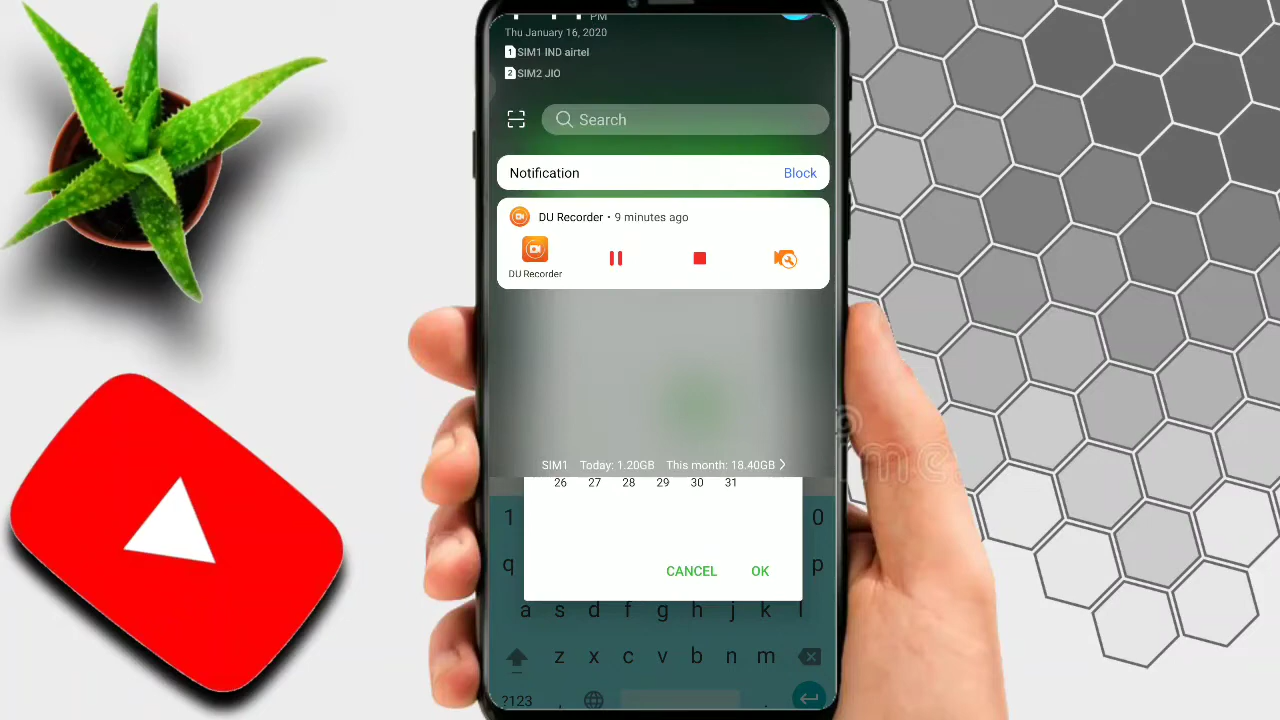 PM
Thu January 16, 2020
1 SIM1 IND airtel
2 SIM2 JIO
Search
Notification Block
DU Recorder • 9 minutes ago
DU Recorder
SIM1 Today: 1.20GB This month: 18.40GB >
26 27 28 29 30 31
1 0
q p
CANCEL OK
a s d f g h j k l
z x c v b n m
?123 , .